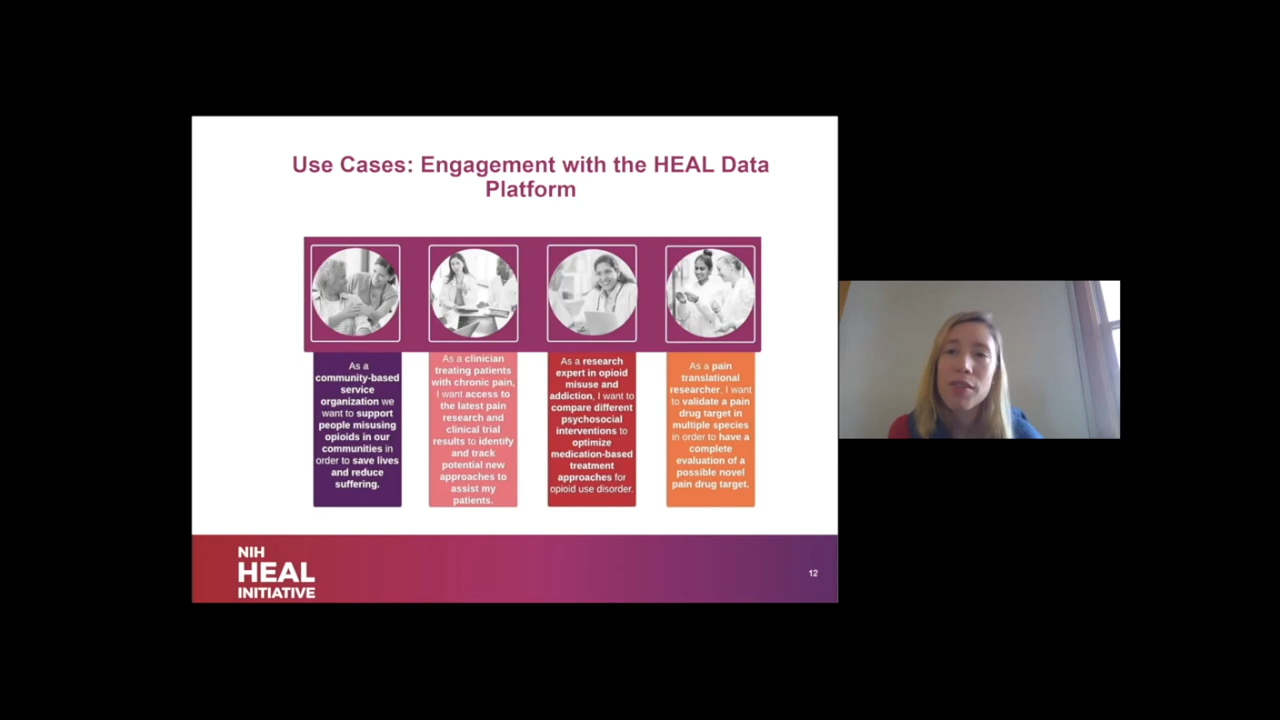 Use Cases: Engagement with the HEAL Data
Platform
As a
community-based
service
organization we
want to support
people misusing
opioids in our
communities in
order to save lives
and reduce
suffering.
As a clinician
treating patients
with chronic pain,
I want access to
the latest pain
research and
clinical trial
results to identify
and track
potential new
approaches to
assist my
patients.
As a research
expert in opioid
misuse and
addiction, I want to
compare different
psychosocial
interventions to
optimize
medication-based
treatment
approaches for
opioid use disorder.
As a pain
translational
researcher, I want
to validate a pain
drug target in
multiple species
in order to have a
complete
evaluation of a
possible novel
pain drug target.
NIH
HEAL
INITIATIVE
12